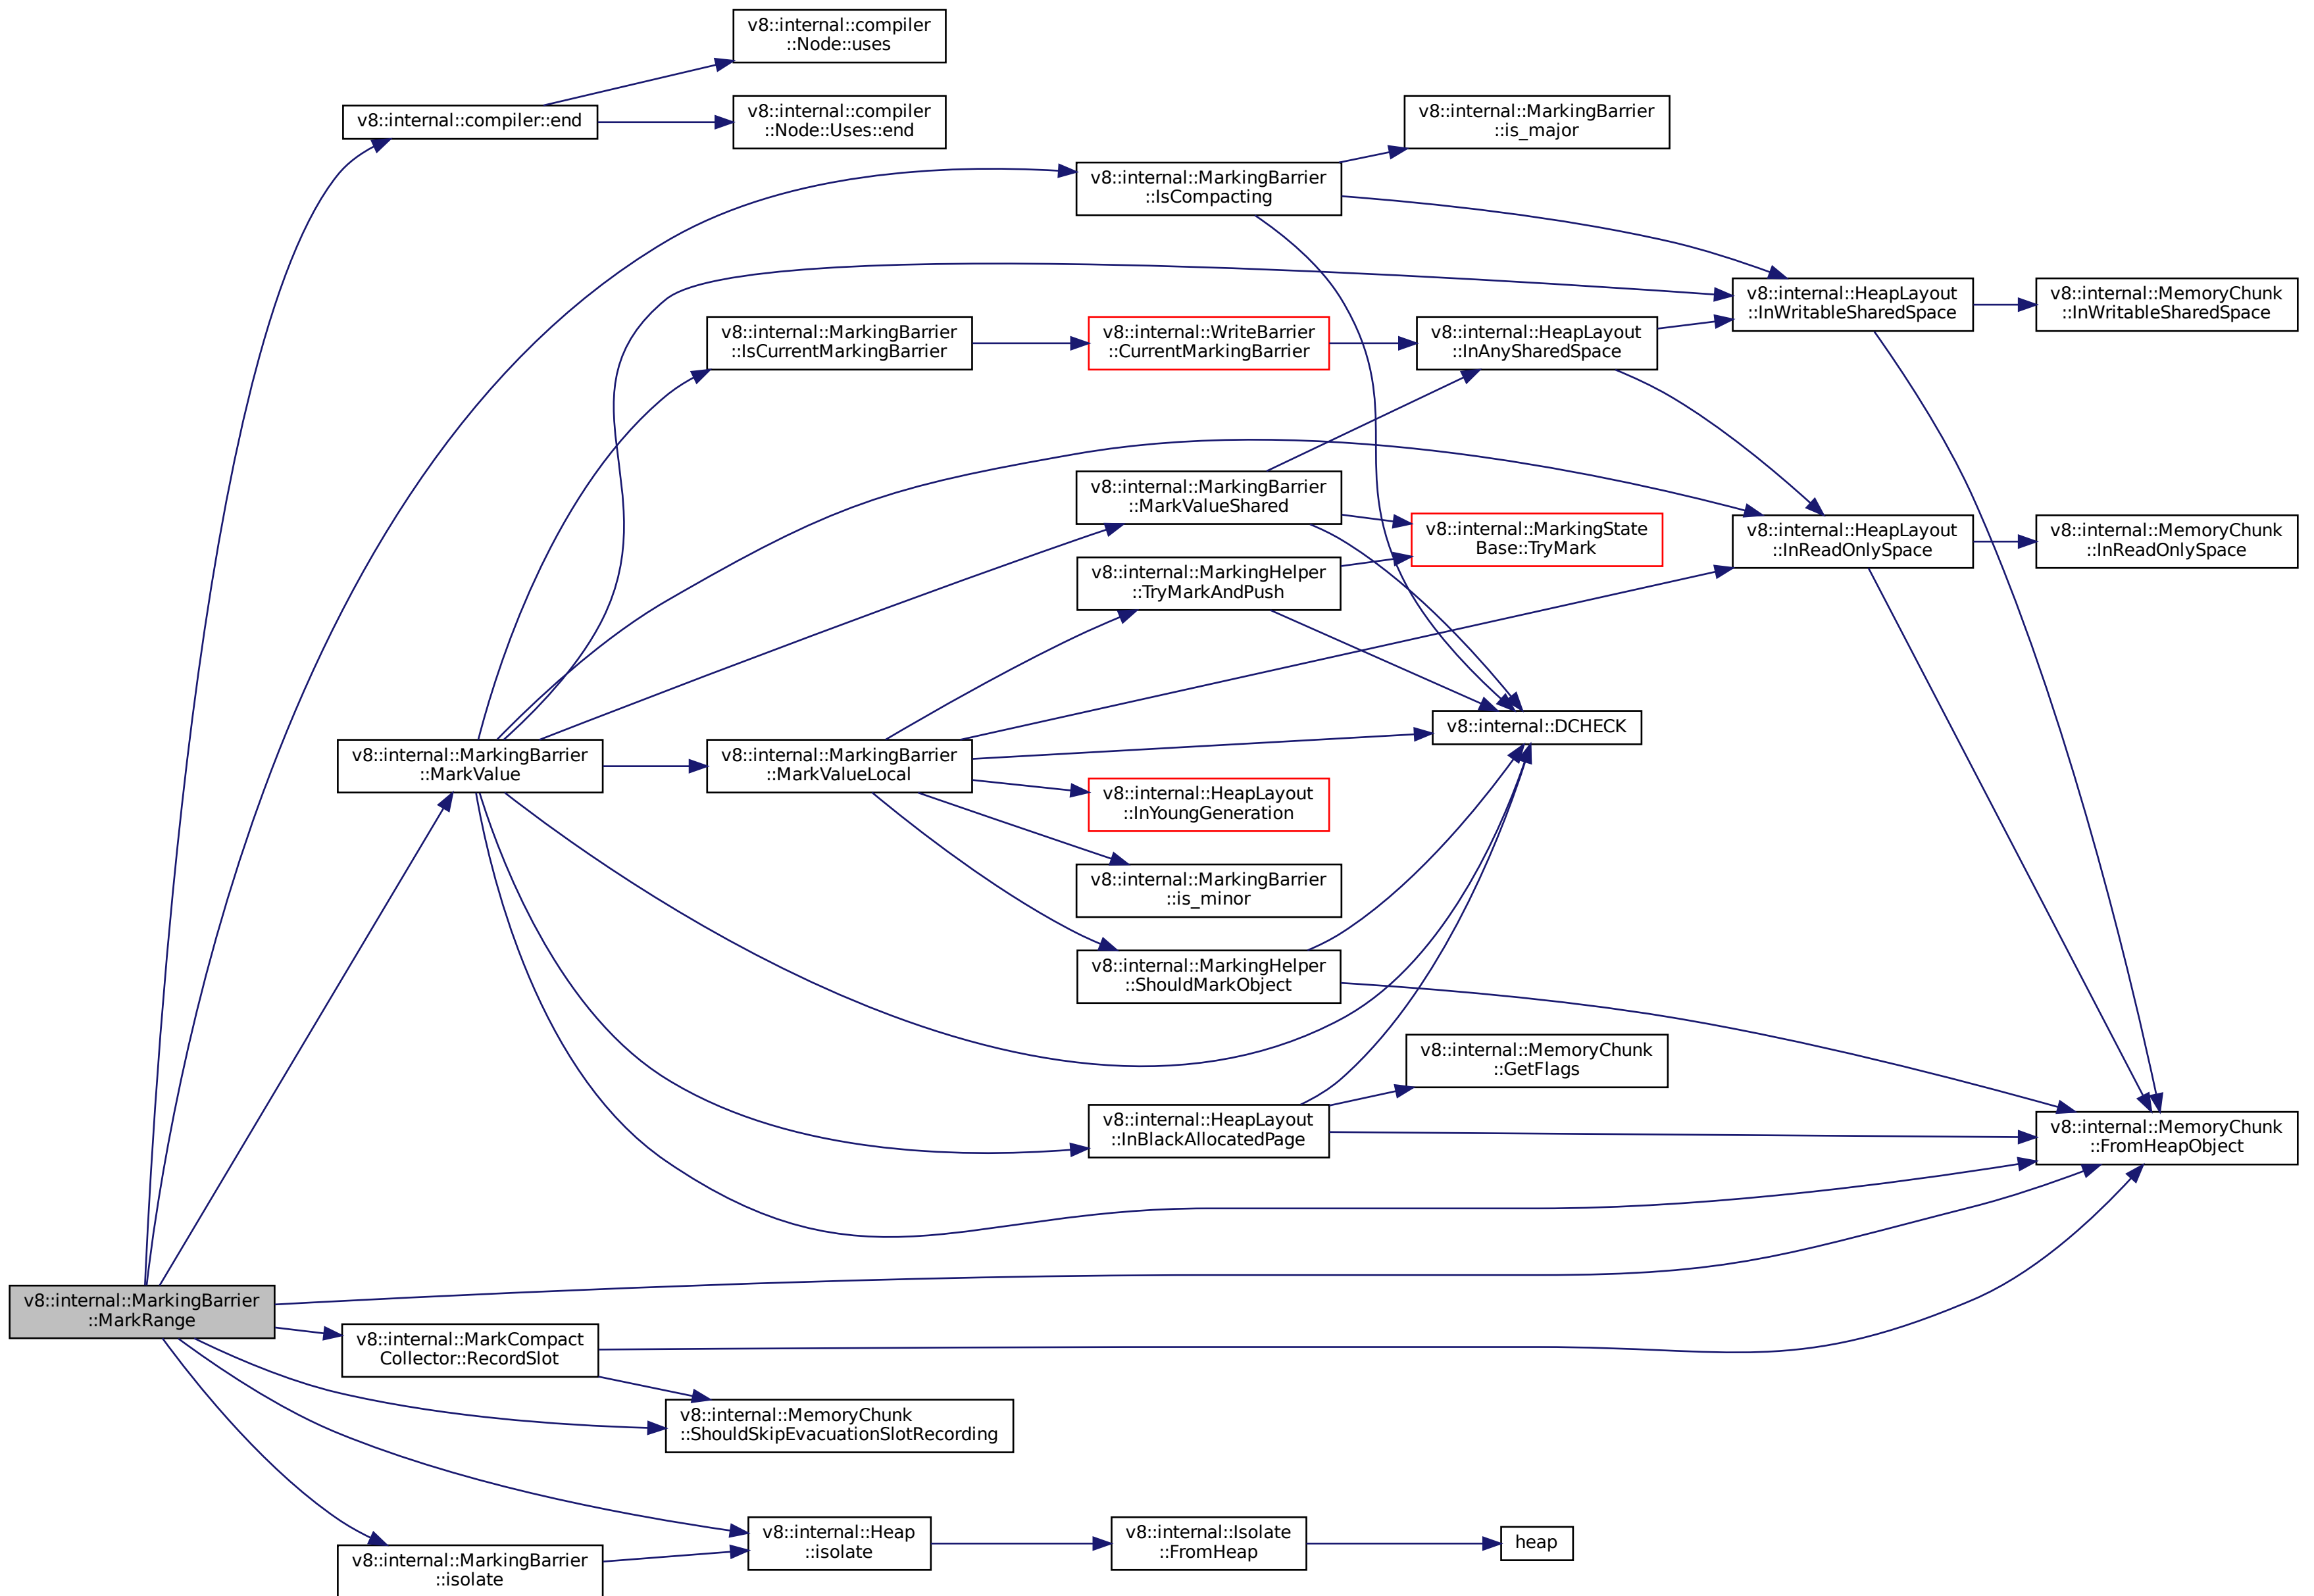 v8::internal::compiler
::Node::uses
v8::internal::compiler::end
v8::internal::compiler
::Node::Uses::end
v8::internal::MarkingBarrier
::is_major
v8::internal::MarkingBarrier
::IsCompacting
v8::internal::HeapLayout
::InWritableSharedSpace
v8::internal::MemoryChunk
::InWritableSharedSpace
v8::internal::MarkingBarrier
::IsCurrentMarkingBarrier
v8::internal::WriteBarrier
::CurrentMarkingBarrier
v8::internal::HeapLayout
::InAnySharedSpace
v8::internal::MarkingBarrier
::MarkValueShared
v8::internal::MarkingState
Base::TryMark
v8::internal::HeapLayout
::InReadOnlySpace
v8::internal::MemoryChunk
::InReadOnlySpace
v8::internal::MarkingHelper
::TryMarkAndPush
v8::internal::DCHECK
v8::internal::MarkingBarrier
::MarkValue
v8::internal::MarkingBarrier
::MarkValueLocal
v8::internal::HeapLayout
::InYoungGeneration
v8::internal::MarkingBarrier
::is_minor
v8::internal::MarkingHelper
::ShouldMarkObject
v8::internal::MemoryChunk
::GetFlags
v8::internal::HeapLayout
::InBlackAllocatedPage
v8::internal::MemoryChunk
::FromHeapObject
v8::internal::MarkingBarrier
::MarkRange
v8::internal::MarkCompact
Collector::RecordSlot
v8::internal::MemoryChunk
::ShouldSkipEvacuationSlotRecording
v8::internal::Heap
::isolate
v8::internal::Isolate
::FromHeap
heap
v8::internal::MarkingBarrier
::isolate